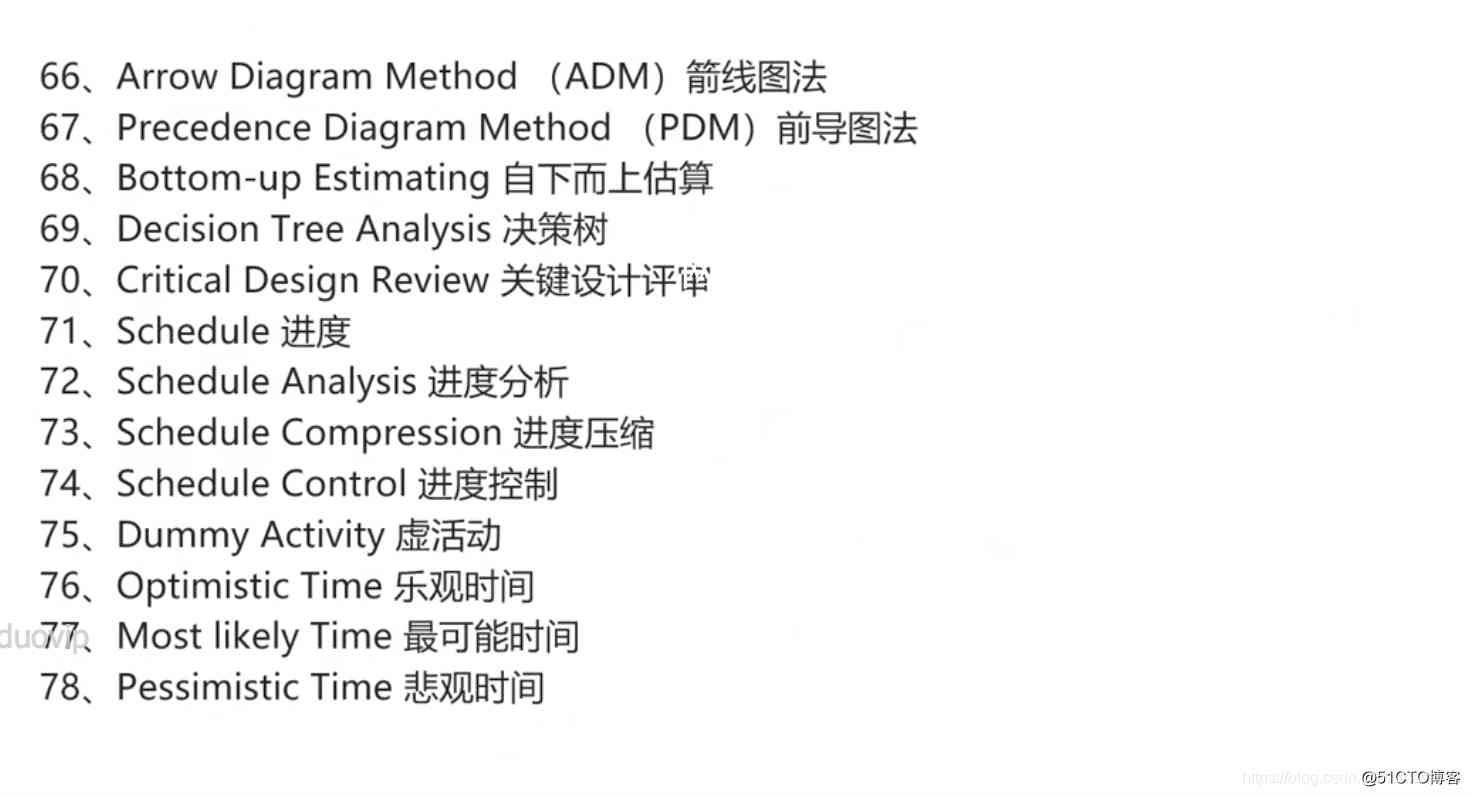 66、Arrow Diagram Method （ADM）箭线图法
67、Precedence Diagram Method （PDM）前导图法
68、Bottom-up Estimating 自下而上估算
69、Decision Tree Analysis 决策树
70、Critical Design Review 关键设计评审
71、Schedule 进度
72、Schedule Analysis 进度分析
73、Schedule Compression 进度压缩
74、Schedule Control 进度控制
75、Dummy Activity 虚活动
76、Optimistic Time 乐观时间
duovip
77、Most likely Time 最可能时间
78、Pessimistic Time 悲观时间
https://blog.csdn @51CTO博客